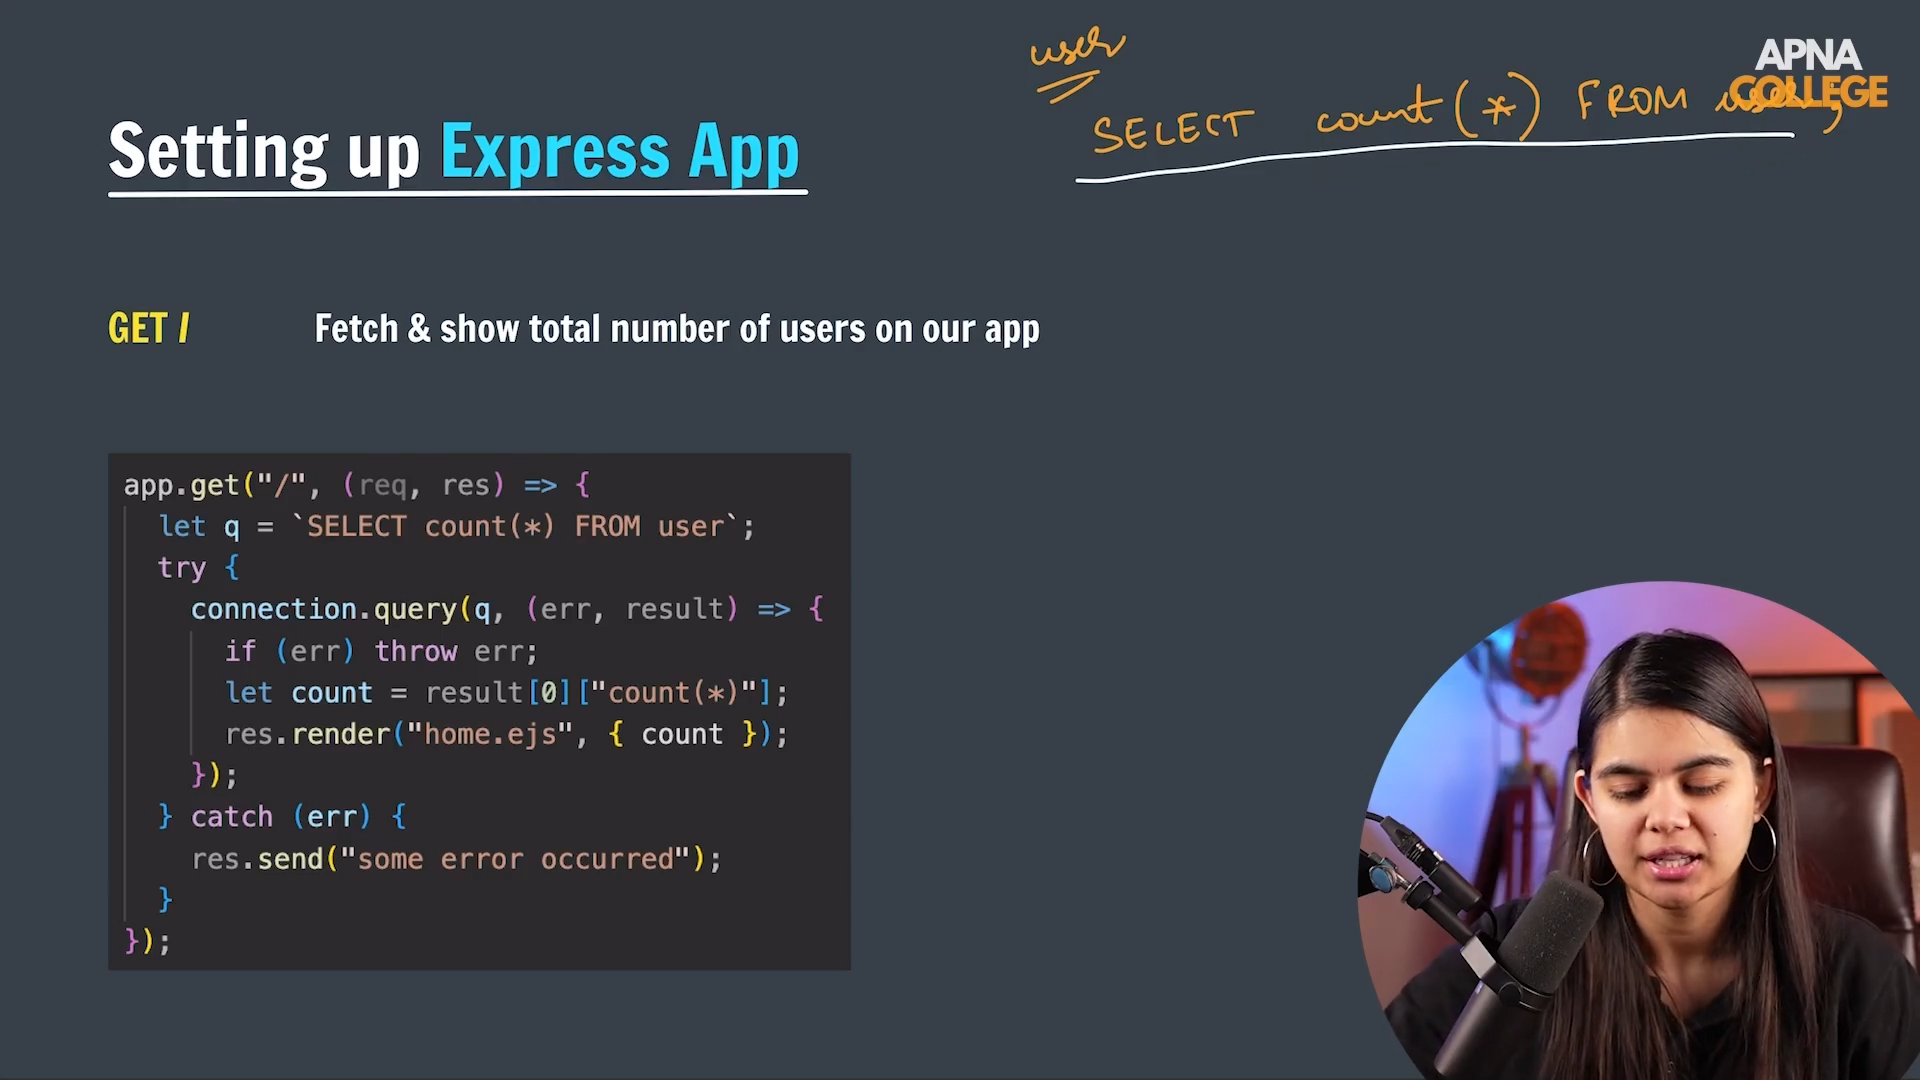 user
SELECT count(*) FROM user;
APNA
COLLEGE
Setting up Express App
GET / Fetch & show total number of users on our app
app.get("/", (req, res) => {
let q = `SELECT count(*) FROM user`;
try {
connection.query(q, (err, result) => {
if (err) throw err;
let count = result[0]["count(*)"];
res.render("home.ejs", { count });
});
} catch (err) {
res.send("some error occurred");
}
});